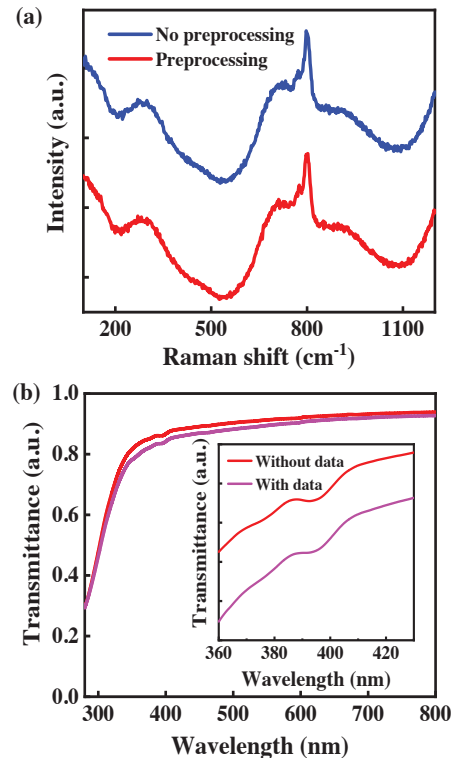 (a)
No preprocessing
Preprocessing
Intensity (a.u.)
200 500 800 1100
Raman shift (cm⁻¹)
(b)
1.0
0.8
0.6
0.4
0.2
0.0
Transmittance (a.u.)
Without data
With data
Transmittance (a.u.)
360 380 400 420
Wavelength (nm)
300 400 500 600 700 800
Wavelength (nm)